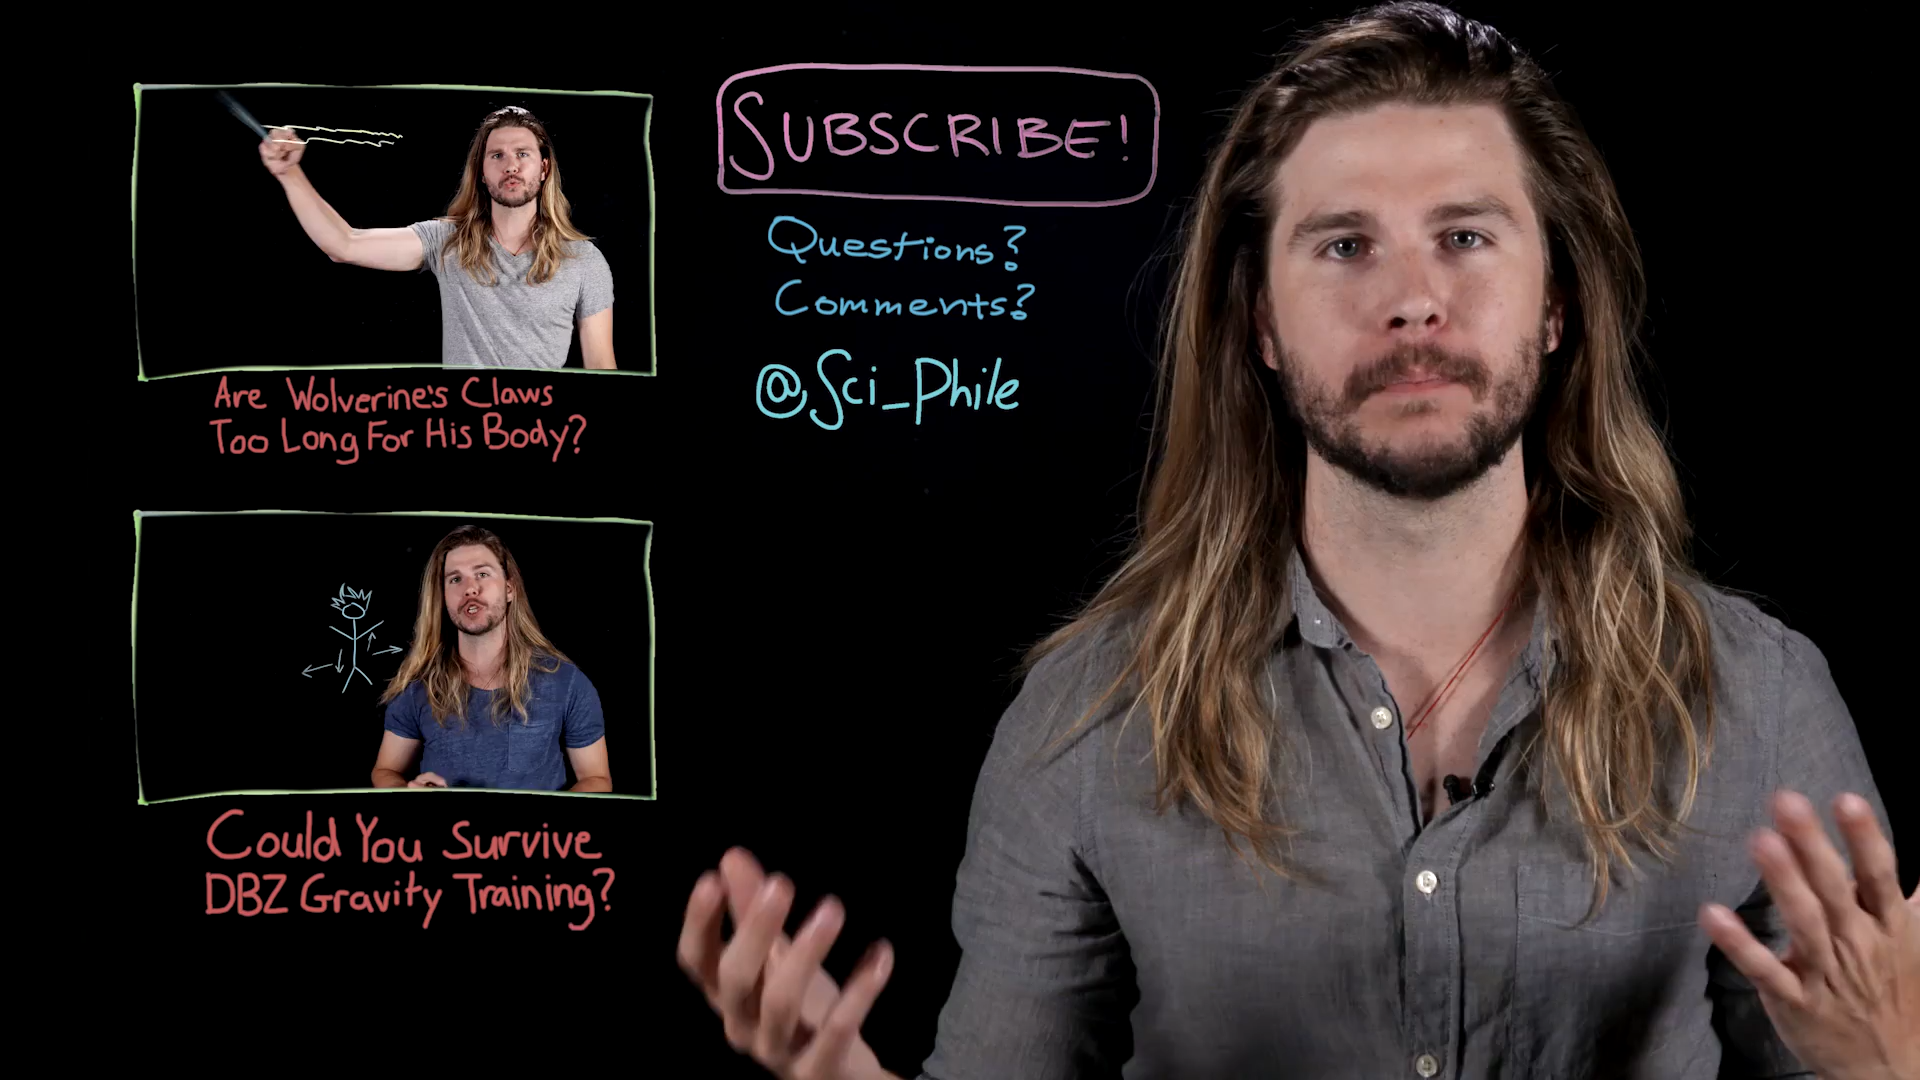 Are Wolverine's Claws
Too Long For His Body?
Could You Survive
DBZ Gravity Training?
SUBSCRIBE!
Questions?
Comments?
@Sci_Phile